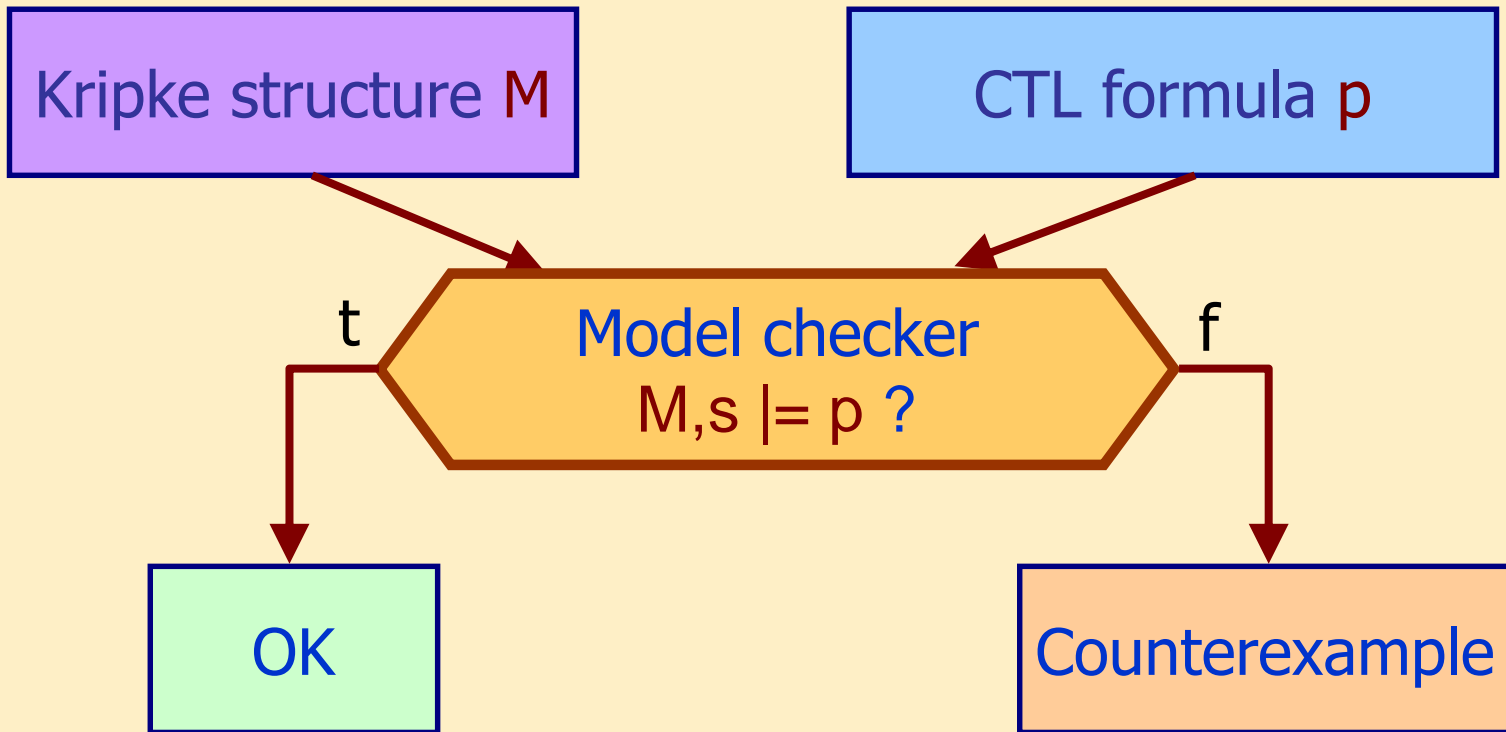 Kripke structure M
CTL formula p
t
Model checker
f
M,s |= p ?
OK
Counterexample